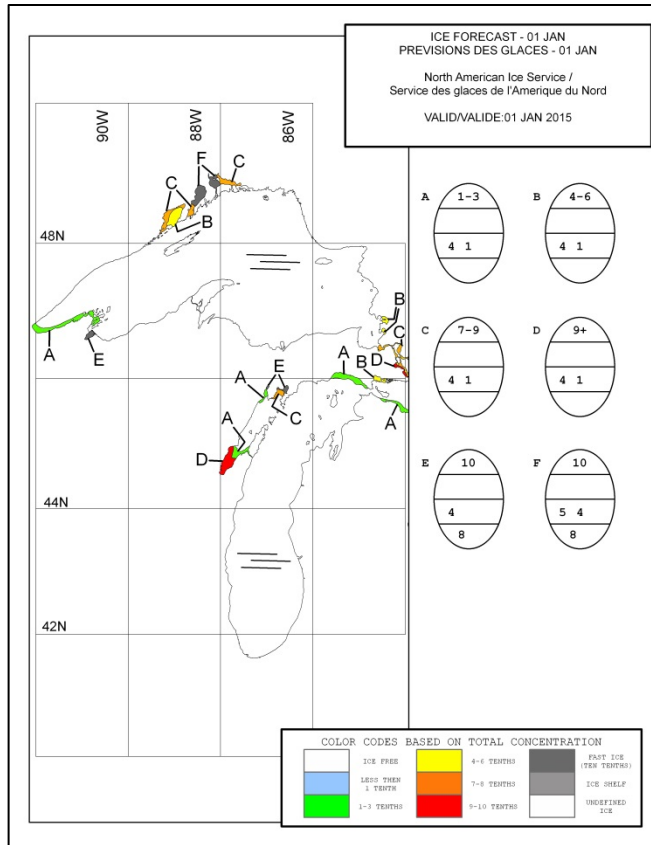 ICE FORECAST - 01 JAN
PREVISIONS DES GLACES - 01 JAN
North American Ice Service /
Service des glaces de l'Amerique du Nord
VALID/VALIDE:01 JAN 2015
90W
88W
86W
F
C
C
B
48N
A
E
B
C
D
B
A
E
A
C
A
A
D
44N
42N
A
1-3
4 1
B
4-6
4 1
C
7-9
4 1
D
9+
4 1
E
10
4
8
F
10
5 4
8
COLOR CODES BASED ON TOTAL CONCENTRATION
ICE FREE
LESS THEN
1 TENTH
1-3 TENTHS
4-6 TENTHS
7-8 TENTHS
9-10 TENTHS
FAST ICE
(TEN TENTHS)
ICE SHELF
UNDEFINED
ICE